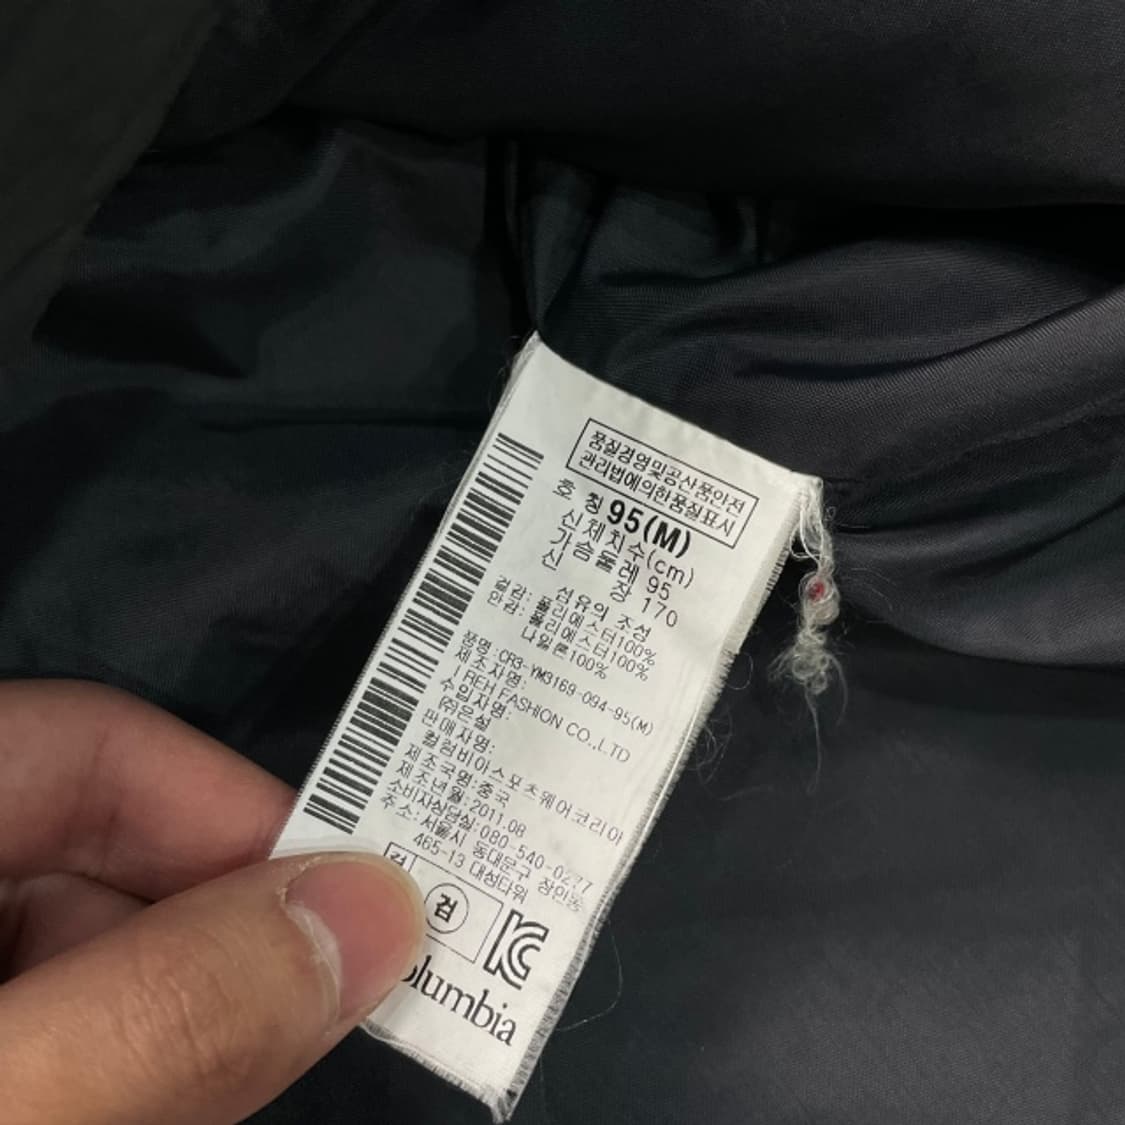 품질경영및공산품안전
관리법에의한품질표시
호 칭 95(M)
신체치수(cm)
가슴둘레 95
신 장 170
섬유의 조성
겉감: 폴리에스터100%
안감: 폴리에스터100%
나일론100%
품명:CR3-YM3169-094-95(M)
제조자명:
I REH FASHION CO.,LTD
수입자명:
㈜은설
판매자명:
컬럼비아스포츠웨어코리아
제조국명:중국
제조년월:2011.08
소비자상담실:080-540-0277
주소:서울시 동대문구 장안동
465-13 대성타워
검
검
KC
olumbia